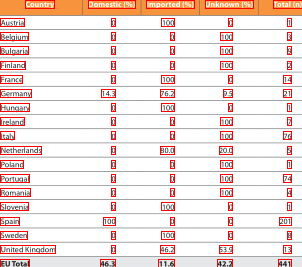 Country Domestic (%) Imported (%) Unknown (%) Total (n)
Austria 0 100 0 1
Belgium 0 0 100 3
Bulgaria 0 0 100 9
Finland 0 0 100 2
France 0 100 0 14
Germany 14.3 76.2 9.5 21
Hungary 0 100 0 1
Ireland 0 0 100 7
Italy 0 0 100 76
Netherlands 0 80.0 20.0 5
Poland 0 0 100 1
Portugal 0 0 100 74
Romania 0 0 100 4
Slovenia 0 100 0 1
Spain 100 0 0 201
Sweden 0 100 0 8
United Kingdom 0 46.2 53.9 13
EU Total 46.3 11.6 42.2 441